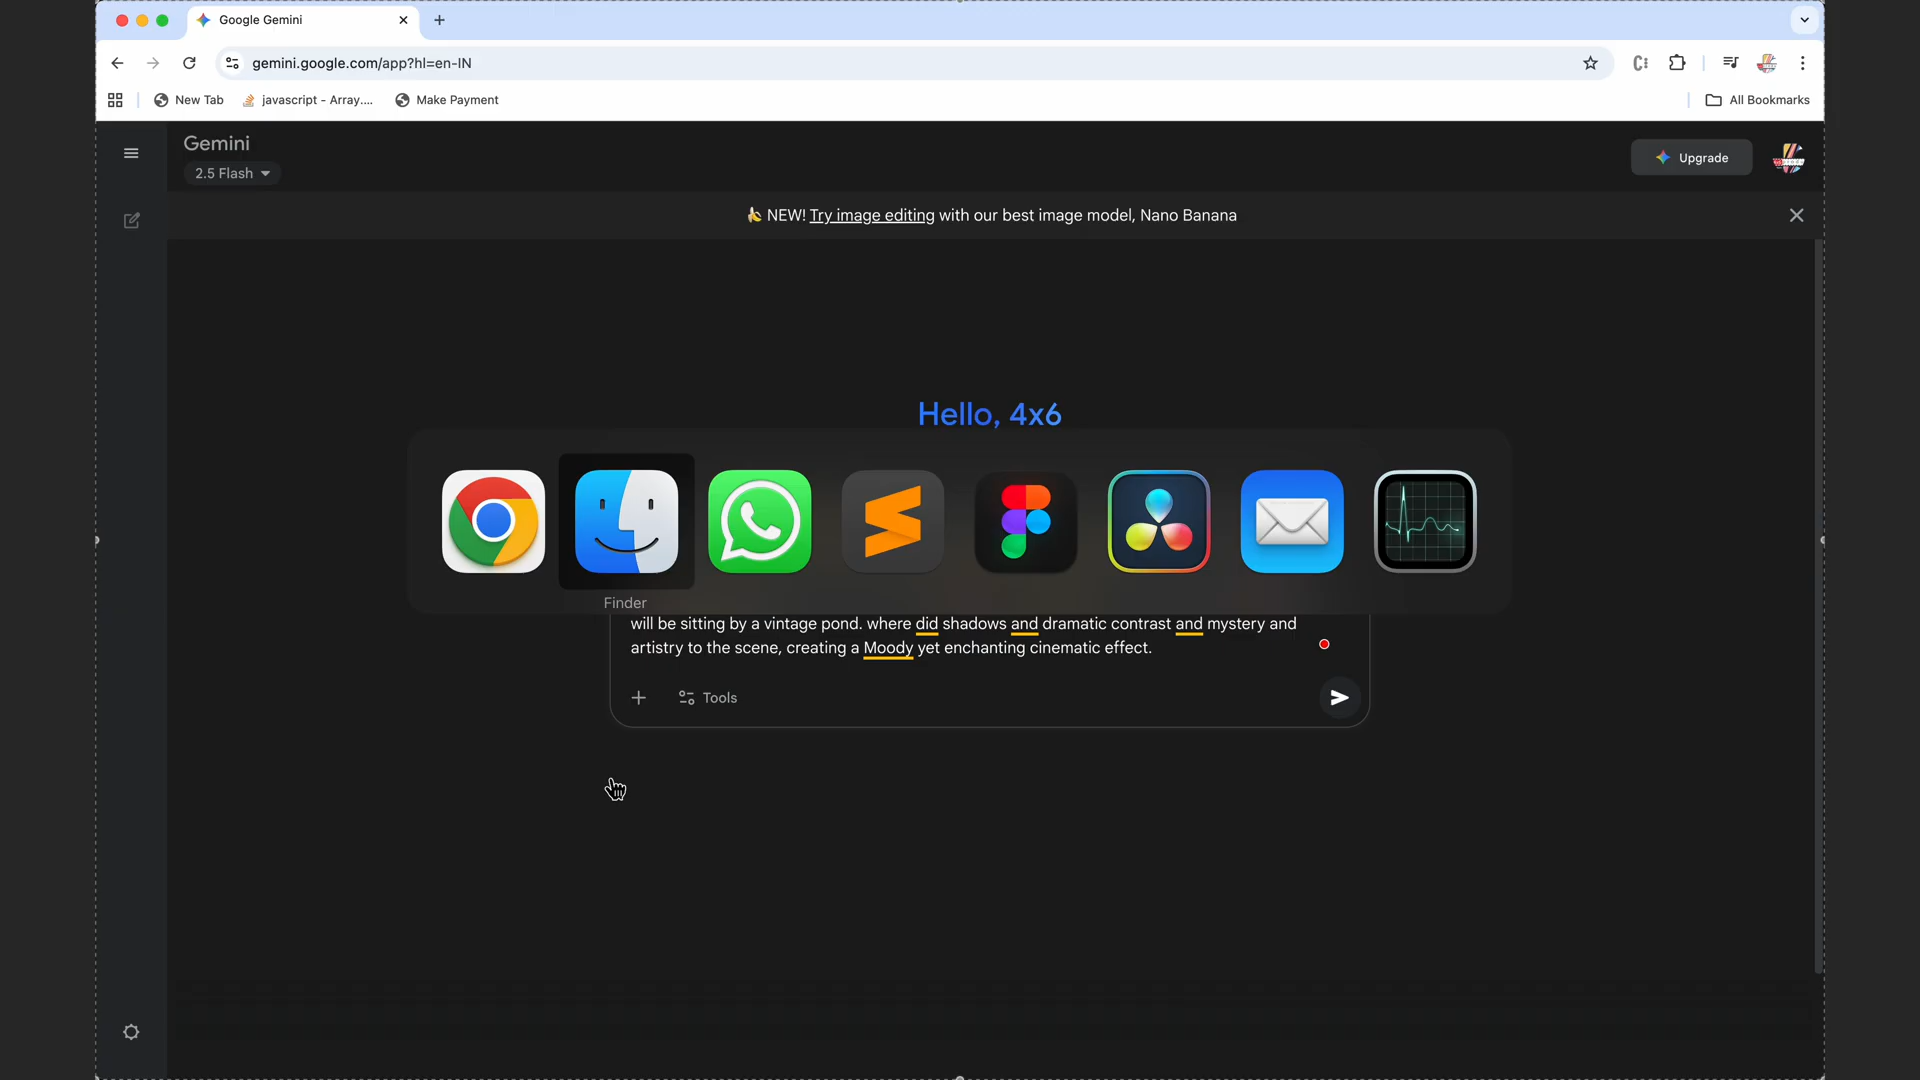 Google Gemini
gemini.google.com/app?hl=en-IN
New Tab
javascript - Array....
Make Payment
All Bookmarks
Gemini
2.5 Flash
Upgrade
NEW! Try image editing with our best image model, Nano Banana
Hello, 4x6
Finder
will be sitting by a vintage pond. where did shadows and dramatic contrast and mystery and
artistry to the scene, creating a Moody yet enchanting cinematic effect.
Tools